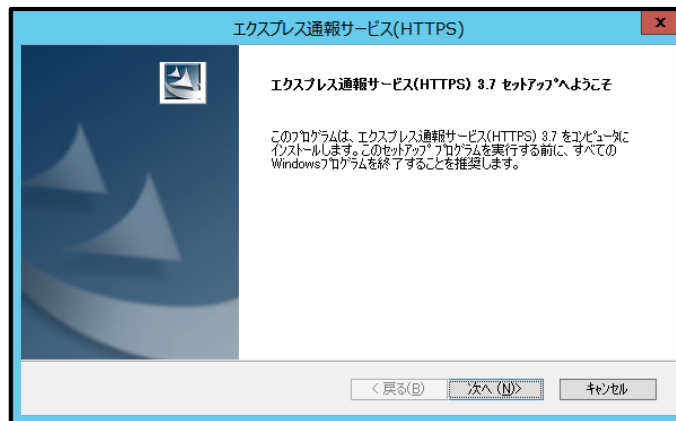 エクスプレス通報サービス(HTTPS)
x
エクスプレス通報サービス(HTTPS) 3.7 ｾｯﾄｱｯﾌﾟへようこそ
このﾌﾟﾛｸﾞﾗﾑは、エクスプレス通報サービス(HTTPS) 3.7 をｺﾝﾋﾟｭｰﾀに
ｲﾝｽﾄｰﾙします。このｾｯﾄｱｯﾌﾟ ﾌﾟﾛｸﾞﾗﾑを実行する前に、すべての
Windowsﾌﾟﾛｸﾞﾗﾑを終了することを推奨します。
< 戻る(B) 次へ (N)> ｷｬﾝｾﾙ